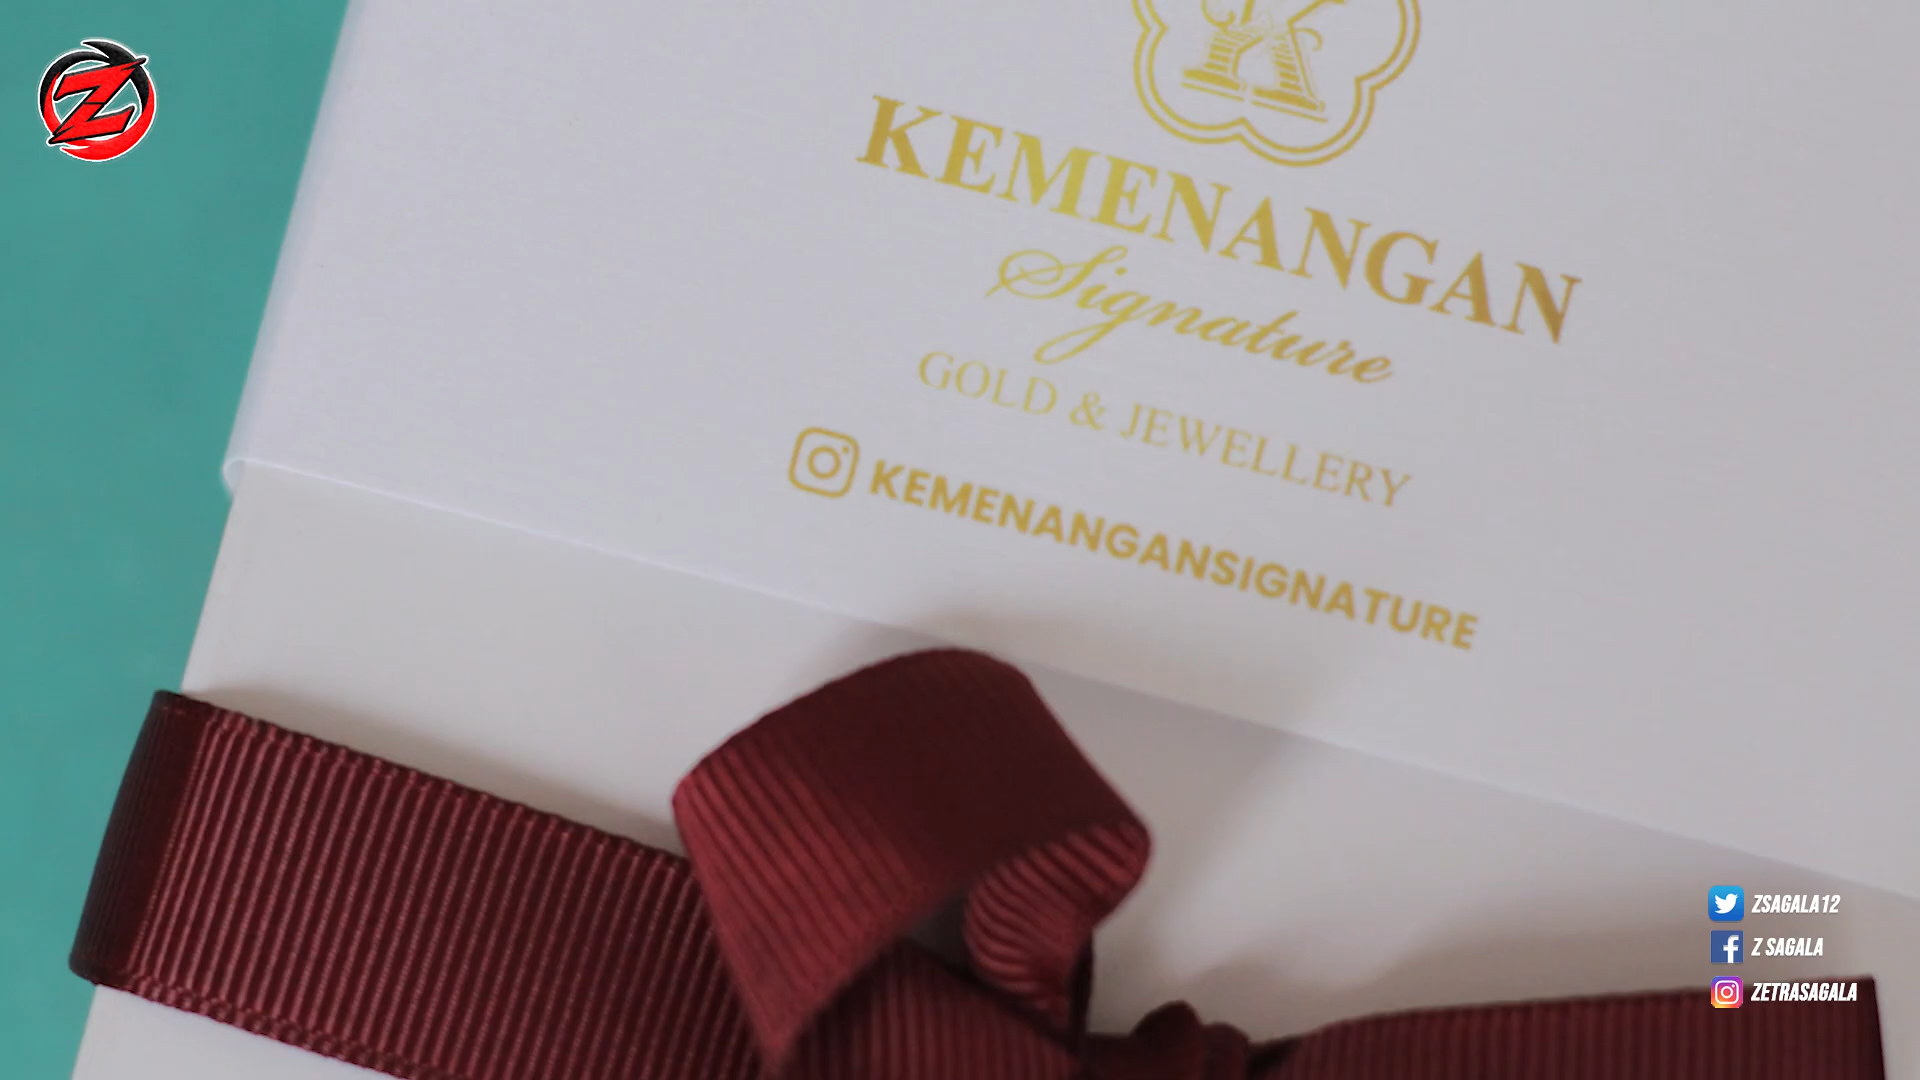 Z
K
KEMENANGAN
Signature
GOLD & JEWELLERY
KEMENANGANSIGNATURE
ZSAGALA12
Z SAGALA
ZETRASAGALA